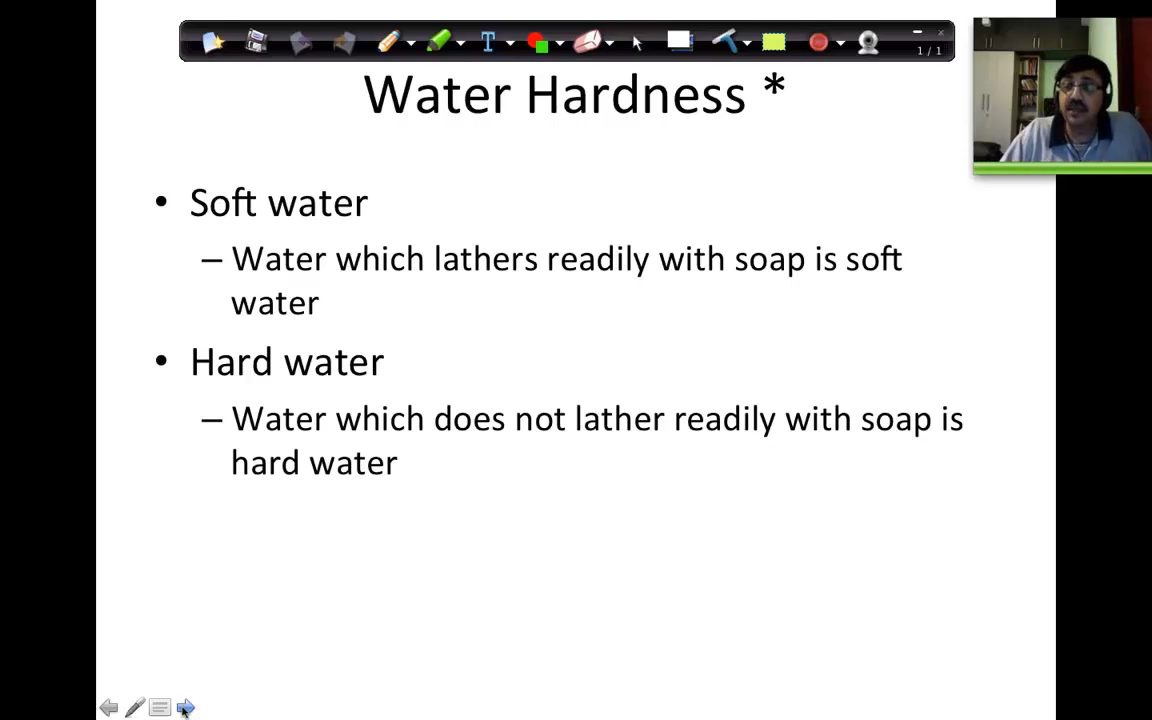 T
1 / 1
Water Hardness *
• Soft water
– Water which lathers readily with soap is soft
water
• Hard water
– Water which does not lather readily with soap is
hard water